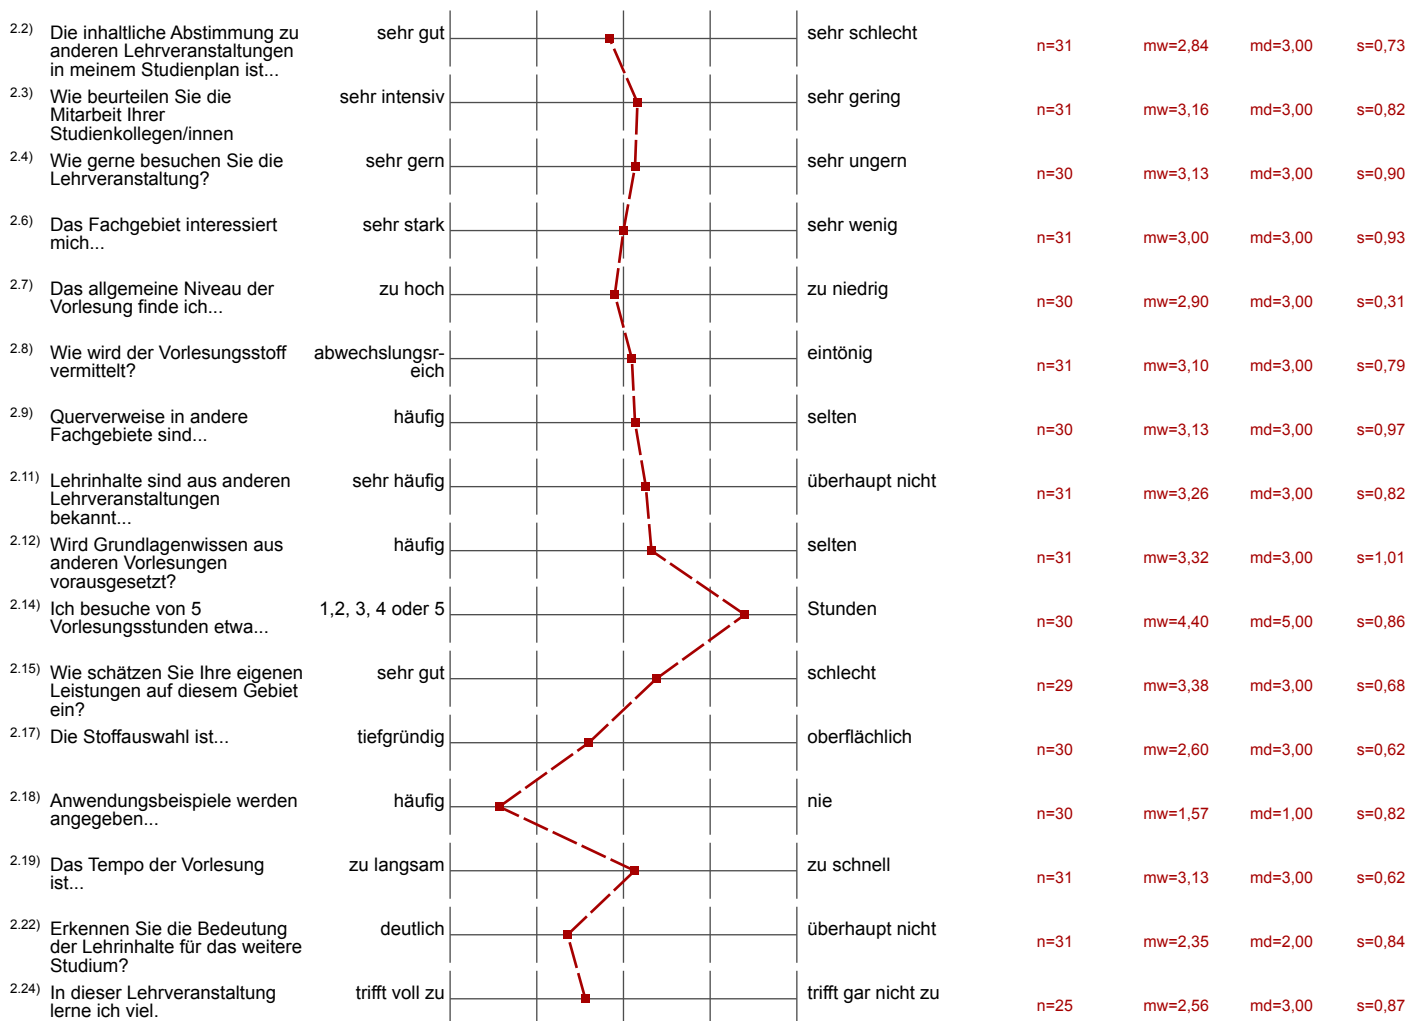 2.2) Die inhaltliche Abstimmung zu
anderen Lehrveranstaltungen
in meinem Studienplan ist...
sehr gut
sehr schlecht
n=31 mw=2,84 md=3,00 s=0,73
2.3) Wie beurteilen Sie die
Mitarbeit Ihrer
Studienkollegen/innen
sehr intensiv
sehr gering
n=31 mw=3,16 md=3,00 s=0,82
2.4) Wie gerne besuchen Sie die
Lehrveranstaltung?
sehr gern
sehr ungern
n=30 mw=3,13 md=3,00 s=0,90
2.6) Das Fachgebiet interessiert
mich...
sehr stark
sehr wenig
n=31 mw=3,00 md=3,00 s=0,93
2.7) Das allgemeine Niveau der
Vorlesung finde ich...
zu hoch
zu niedrig
n=30 mw=2,90 md=3,00 s=0,31
2.8) Wie wird der Vorlesungsstoff
vermittelt?
abwechslungsr-
eich
eintönig
n=31 mw=3,10 md=3,00 s=0,79
2.9) Querverweise in andere
Fachgebiete sind...
häufig
selten
n=30 mw=3,13 md=3,00 s=0,97
2.11) Lehrinhalte sind aus anderen
Lehrveranstaltungen
bekannt...
sehr häufig
überhaupt nicht
n=31 mw=3,26 md=3,00 s=0,82
2.12) Wird Grundlagenwissen aus
anderen Vorlesungen
vorausgesetzt?
häufig
selten
n=31 mw=3,32 md=3,00 s=1,01
2.14) Ich besuche von 5
Vorlesungsstunden etwa...
1,2, 3, 4 oder 5
Stunden
n=30 mw=4,40 md=5,00 s=0,86
2.15) Wie schätzen Sie Ihre eigenen
Leistungen auf diesem Gebiet
ein?
sehr gut
schlecht
n=29 mw=3,38 md=3,00 s=0,68
2.17) Die Stoffauswahl ist...
tiefgründig
oberflächlich
n=30 mw=2,60 md=3,00 s=0,62
2.18) Anwendungsbeispiele werden
angegeben...
häufig
nie
n=30 mw=1,57 md=1,00 s=0,82
2.19) Das Tempo der Vorlesung
ist...
zu langsam
zu schnell
n=31 mw=3,13 md=3,00 s=0,62
2.22) Erkennen Sie die Bedeutung
der Lehrinhalte für das weitere
Studium?
deutlich
überhaupt nicht
n=31 mw=2,35 md=2,00 s=0,84
2.24) In dieser Lehrveranstaltung
lerne ich viel.
trifft voll zu
trifft gar nicht zu
n=25 mw=2,56 md=3,00 s=0,87